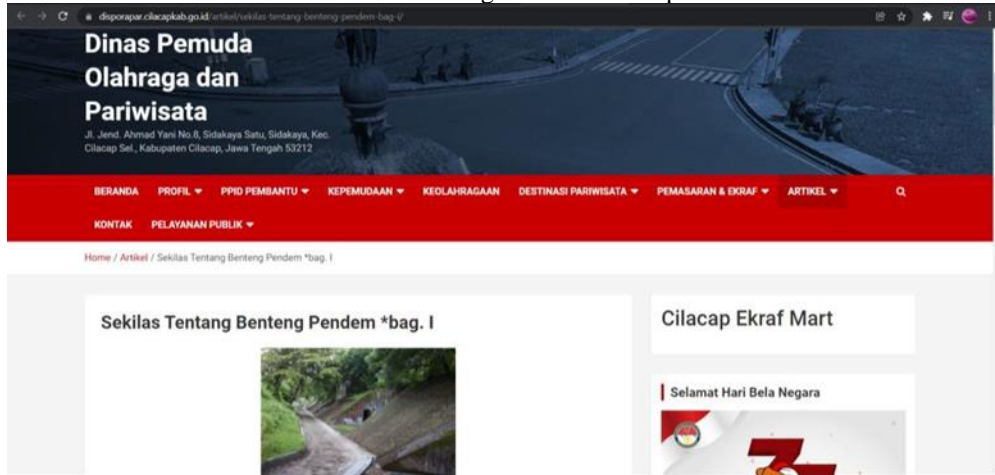 disporapar.cilacapkab.go.id/artikel/sekilas-tentang-benteng-pendem-bag-i/
Dinas Pemuda
Olahraga dan
Pariwisata
Jl. Jend. Ahmad Yani No.8, Sidakaya Satu, Sidakaya, Kec.
Cilacap Sel., Kabupaten Cilacap, Jawa Tengah 53212
BERANDA PROFIL PPID PEMBANTU KEPEMUDAAN KEOLAHRAGAAN DESTINASI PARIWISATA PEMASARAN & EKRAF ARTIKEL
KONTAK PELAYANAN PUBLIK
Home / Artikel / Sekilas Tentang Benteng Pendem *bag. I
Sekilas Tentang Benteng Pendem *bag. I
Cilacap Ekraf Mart
Selamat Hari Bela Negara